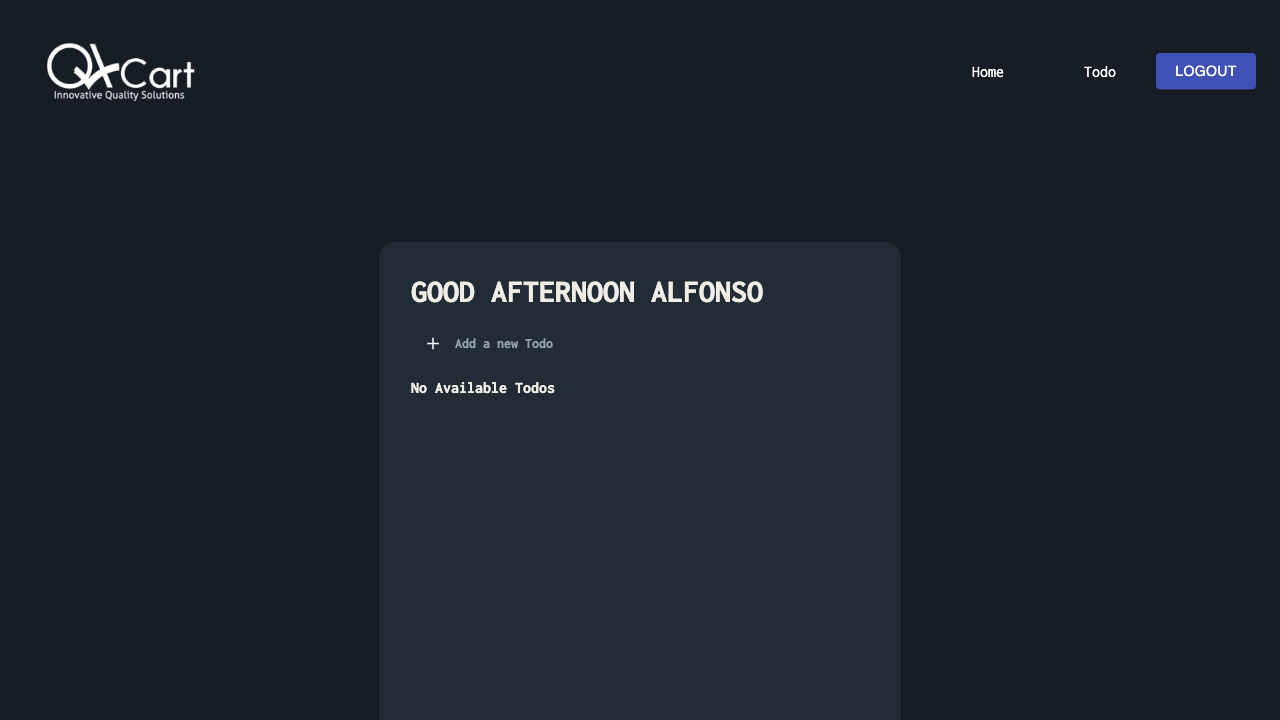 QACart
Innovative Quality Solutions
Home
Todo
LOGOUT
GOOD AFTERNOON ALFONSO
Add a new Todo
No Available Todos